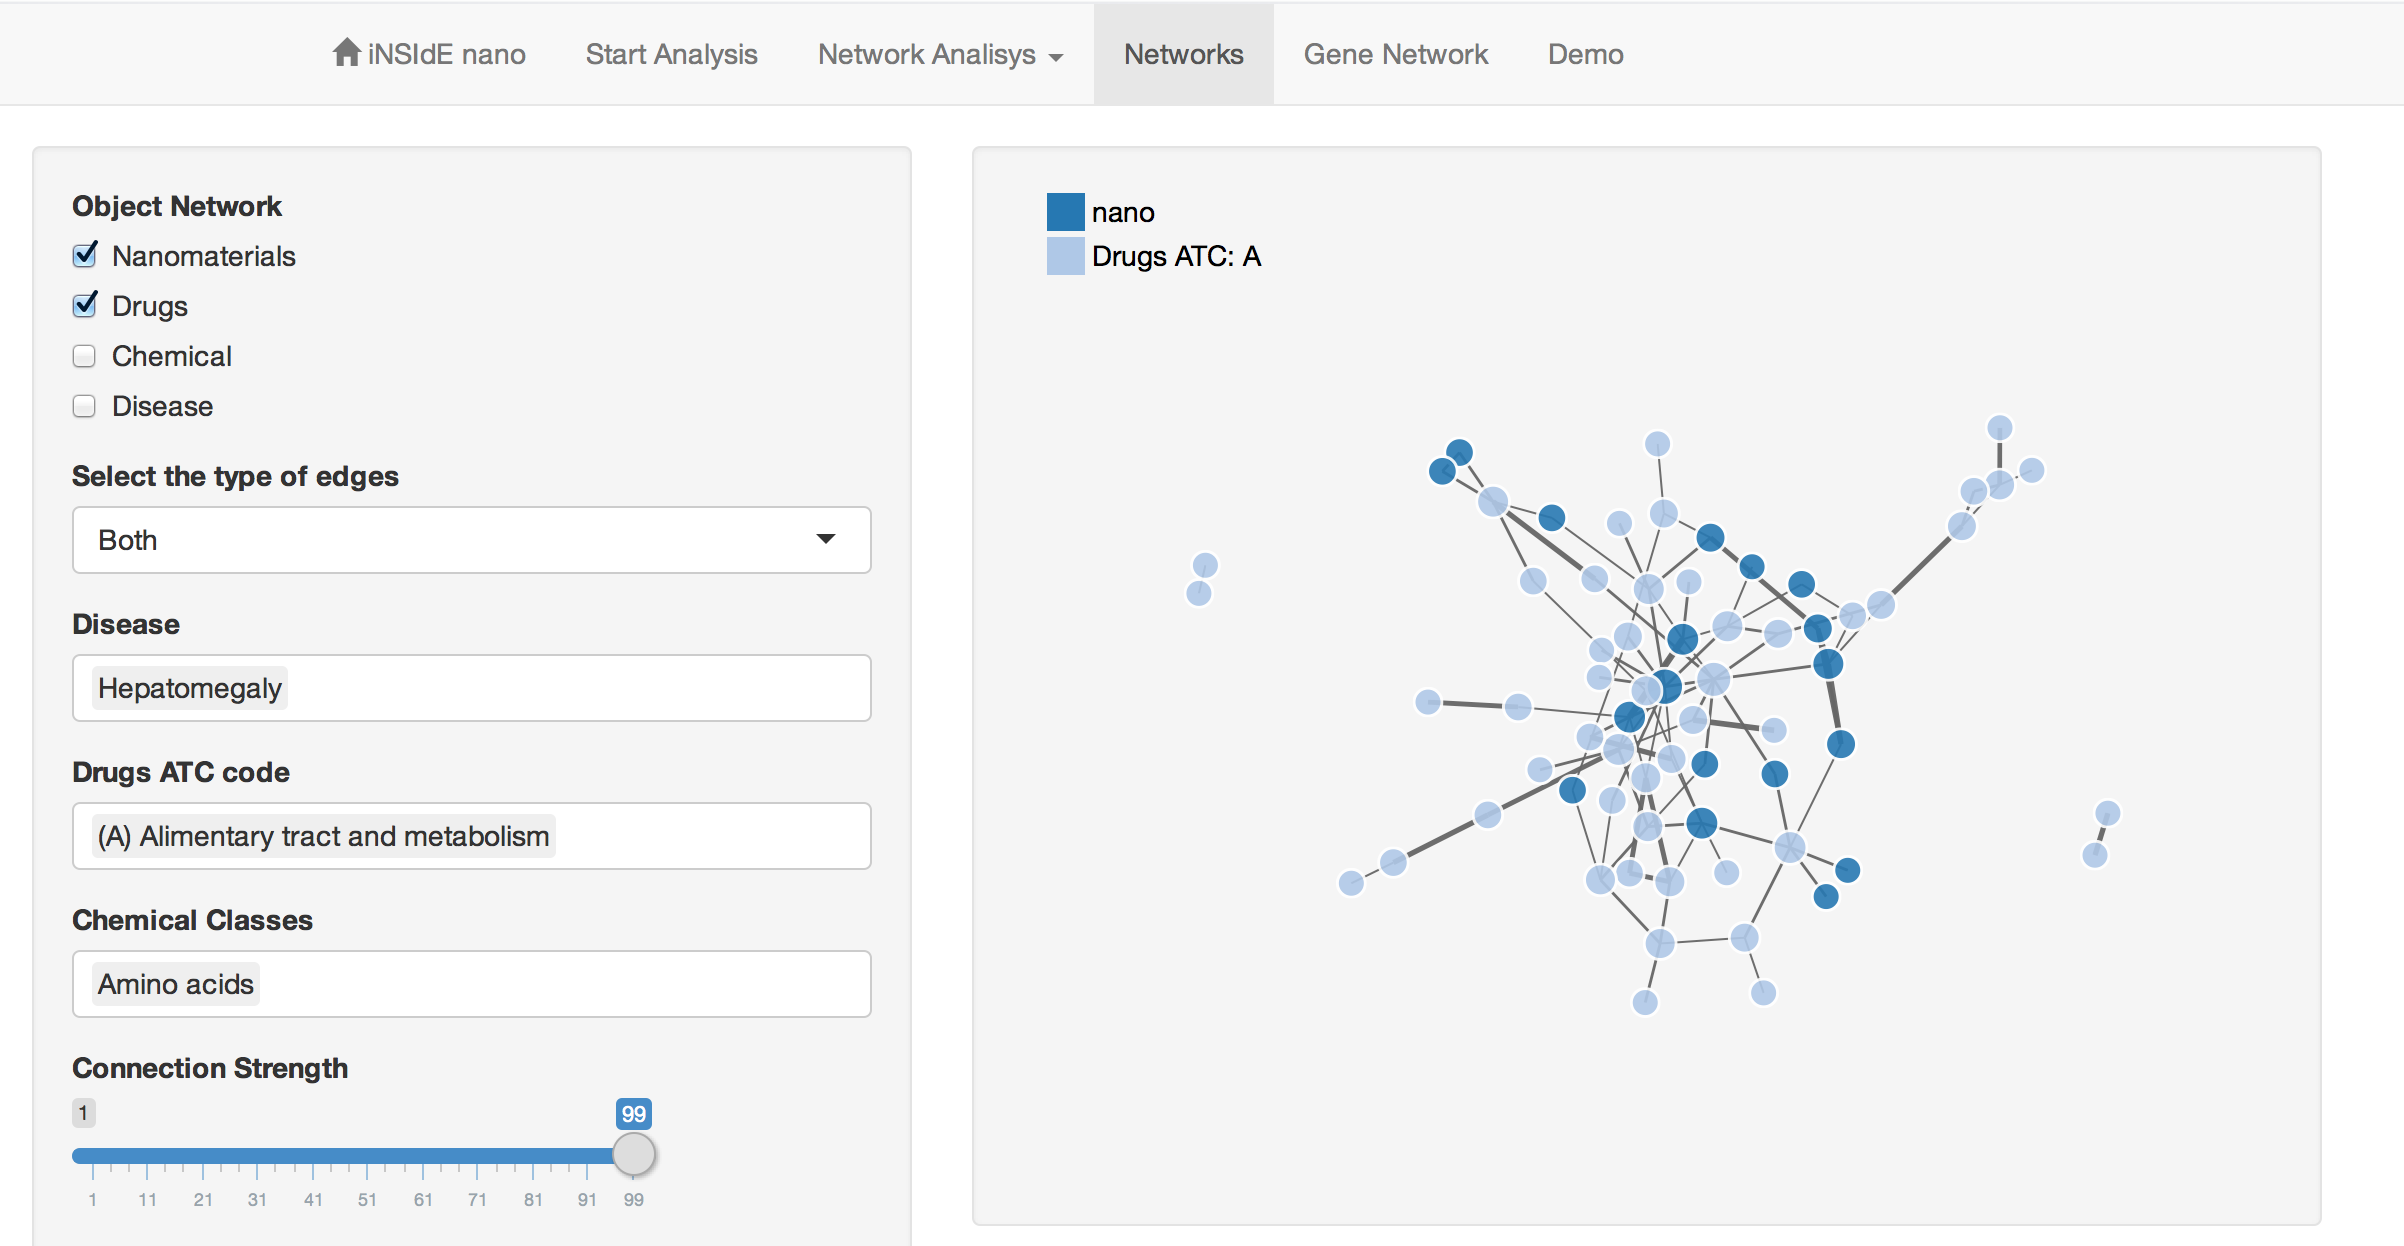 iNSIdE nano Start Analysis Network Analisys Networks Gene Network Demo
Object Network
Nanomaterials
Drugs
Chemical
Disease
Select the type of edges
Both
Disease
Hepatomegaly
Drugs ATC code
(A) Alimentary tract and metabolism
Chemical Classes
Amino acids
Connection Strength
1 99
1 11 21 31 41 51 61 71 81 91 99
nano
Drugs ATC: A